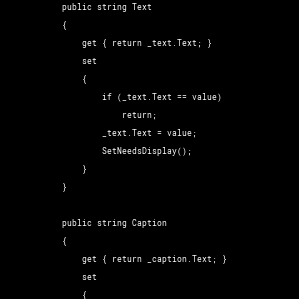 public string Text
{
get { return _text.Text; }
set
{
if (_text.Text == value)
return;
_text.Text = value;
SetNeedsDisplay();
}
}
public string Caption
{
get { return _caption.Text; }
set
{